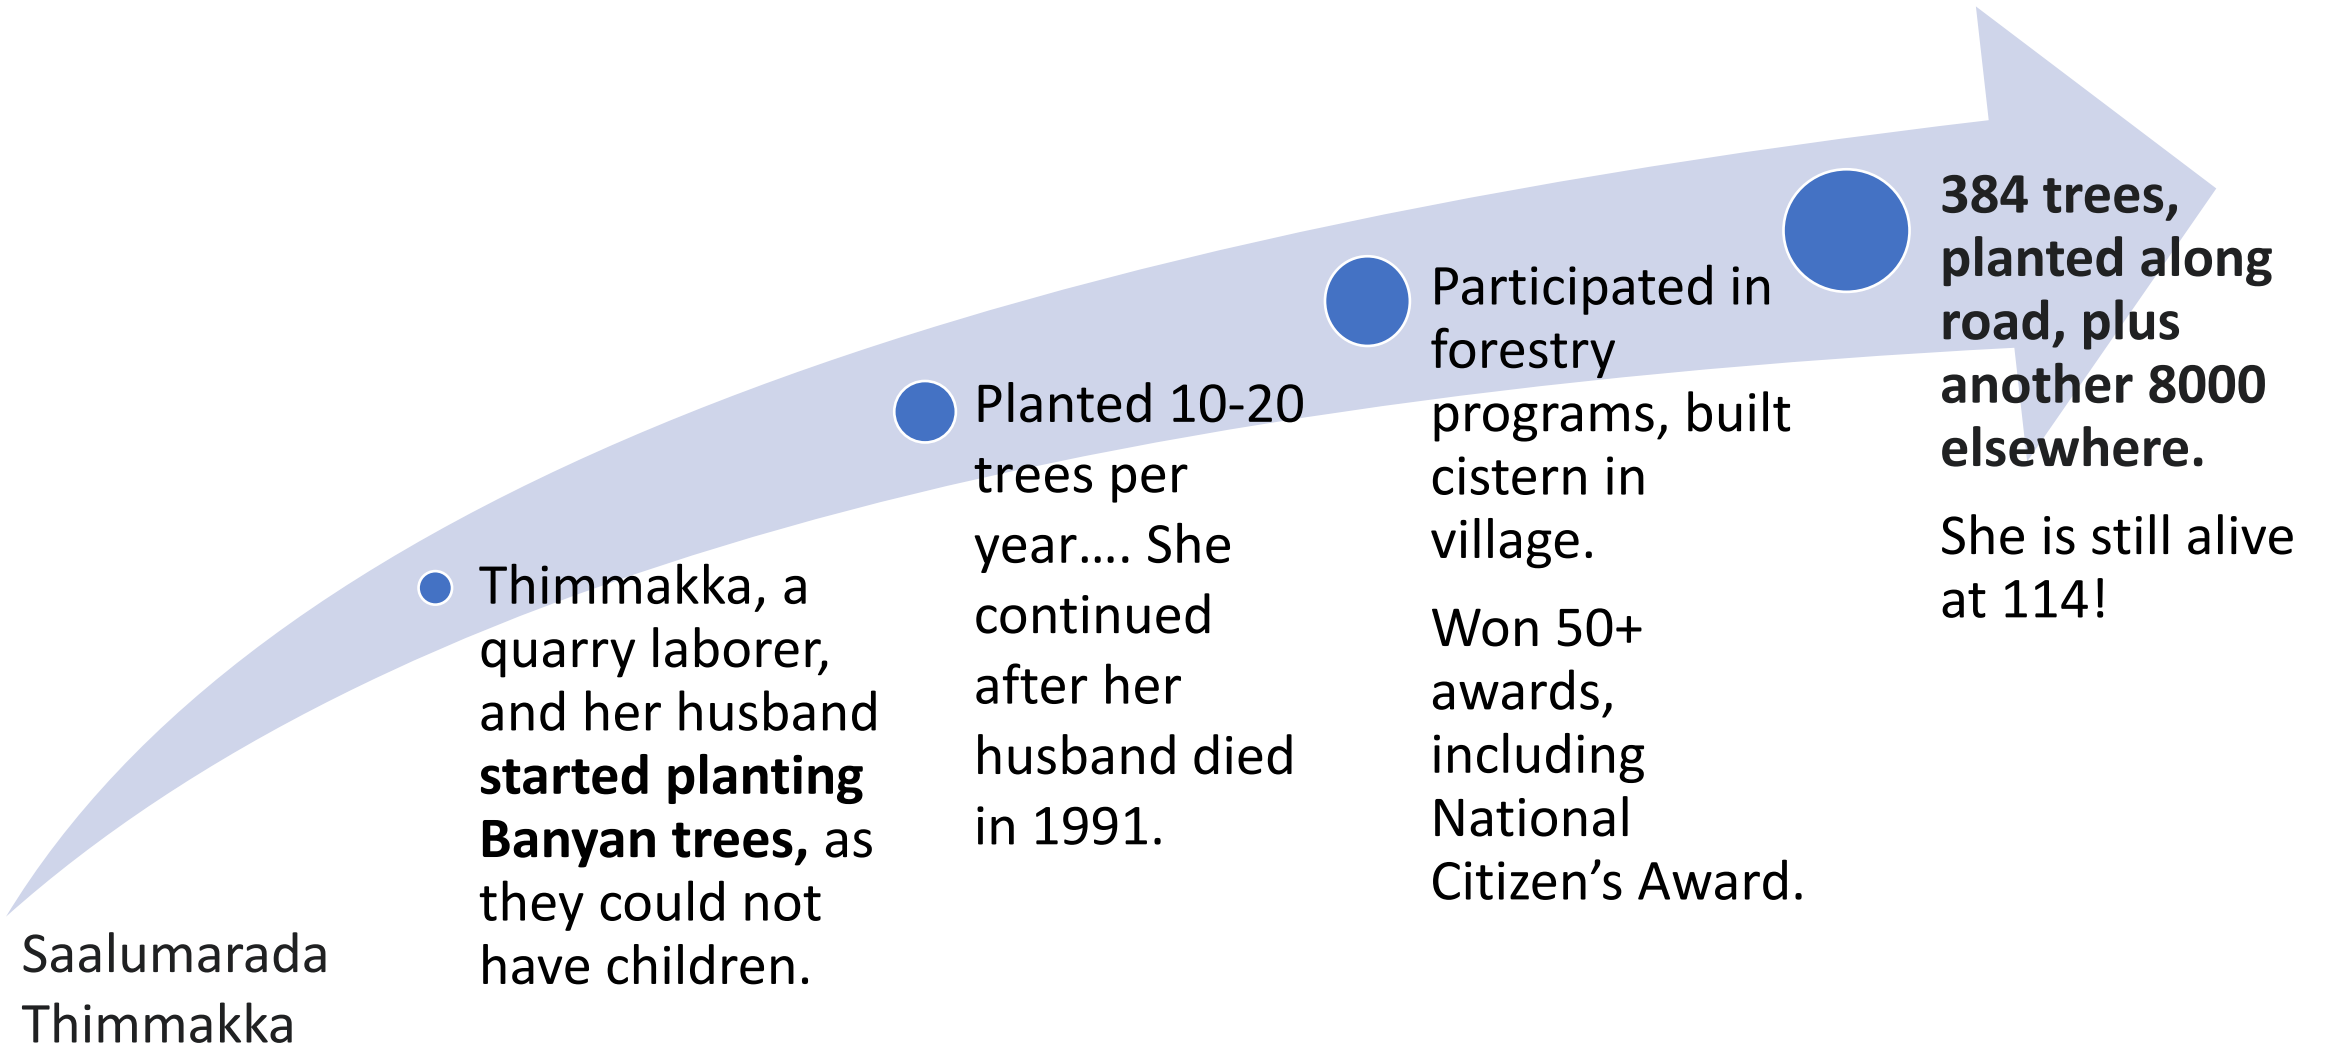 Saalumarada
Thimmakka
Thimmakka, a
quarry laborer,
and her husband
started planting
Banyan trees, as
they could not
have children.
Planted 10-20
trees per
year…. She
continued
after her
husband died
in 1991.
Participated in
forestry
programs, built
cistern in
village.
Won 50+
awards,
including
National
Citizen’s Award.
384 trees,
planted along
road, plus
another 8000
elsewhere.
She is still alive
at 114!